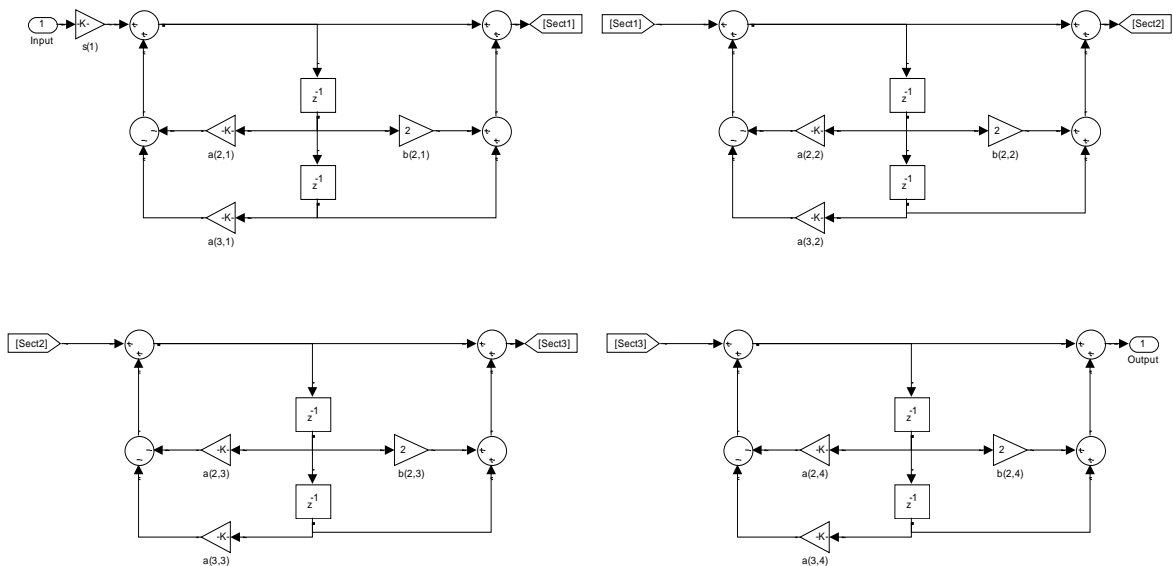 1
Input
-K-
s(1)
[Sect1]
z-1
-K-
a(2,1)
2
b(2,1)
z-1
-K-
a(3,1)
[Sect1]
[Sect2]
z-1
-K-
a(2,2)
2
b(2,2)
z-1
-K-
a(3,2)
[Sect2]
[Sect3]
z-1
-K-
a(2,3)
2
b(2,3)
z-1
-K-
a(3,3)
[Sect3]
1
Output
z-1
-K-
a(2,4)
2
b(2,4)
z-1
-K-
a(3,4)